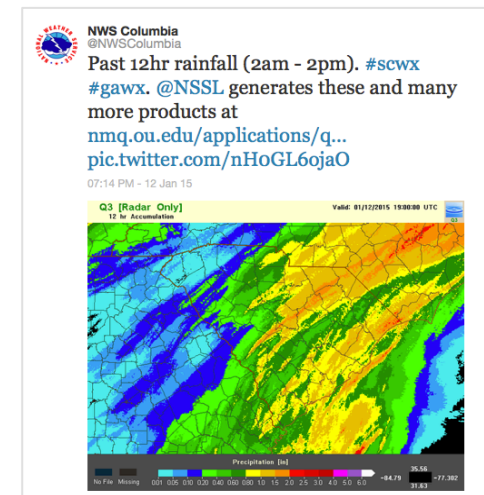 NWS Columbia
@NWSColumbia
Past 12hr rainfall (2am - 2pm). #scwx
#gawx. @NSSL generates these and many
more products at
nmq.ou.edu/applications/q...
pic.twitter.com/nHoGL6ojaO
07:14 PM - 12 Jan 15
Q3 [Radar Only]
12 hr Accumulation
Valid: 01/12/2015 19:00:00 UTC
Q3
Precipitation [in]
No File Missing 0.01 0.05 0.10 0.20 0.40 0.60 0.80 1.0 1.5 2.0 2.5 3.0 4.0 5.0 6.0
35.56
-84.79 -77.302
31.63